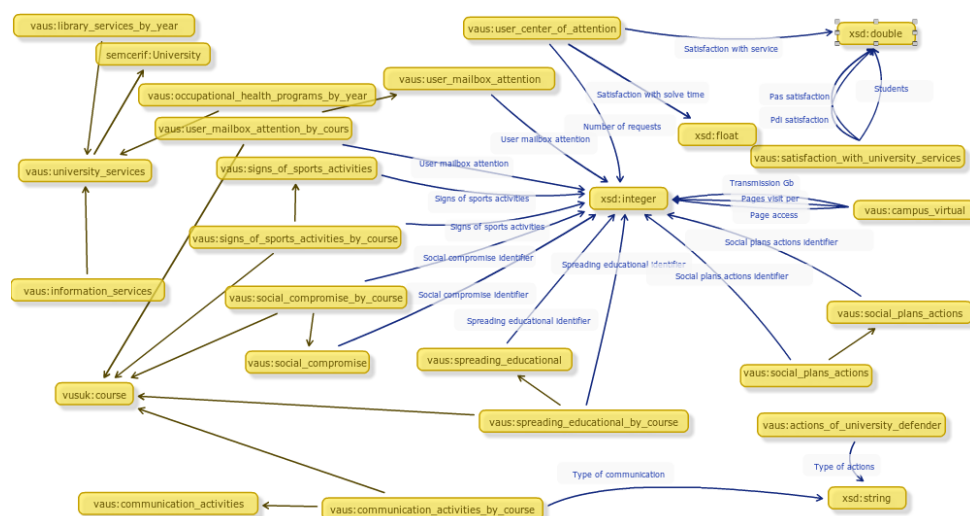 vaus:library_services_by_year
vaus:user_center_of_attention
xsd:double
semcerif:University
Satisfaction with service
vaus:user_mailbox_attention
Students
vaus:occupational_health_programs_by_year
Satisfaction with solve time
Pas satisfaction
vaus:user_mailbox_attention_by_cours
Number of requests
Pdi satisfaction
xsd:float
User mailbox attention
vaus:satisfaction_with_university_services
User mailbox attention
vaus:university_services
vaus:signs_of_sports_activities
Transmission Gb
Signs of sports activities
xsd:integer
Pages visit per
vaus:campus_virtual
Page access
Signs of sports activities
vaus:signs_of_sports_activities_by_course
Social plans actions identifier
Social compromise identifier
Spreading educational identifier
Social plans actions identifier
vaus:information_services
vaus:social_compromise_by_course
Social compromise identifier
vaus:social_plans_actions
Spreading educational identifier
vaus:social_compromise
vaus:spreading_educational
vaus:social_plans_actions
vusuk:course
vaus:spreading_educational_by_course
vaus:actions_of_university_defender
Type of actions
Type of communication
xsd:string
vaus:communication_activities
vaus:communication_activities_by_course